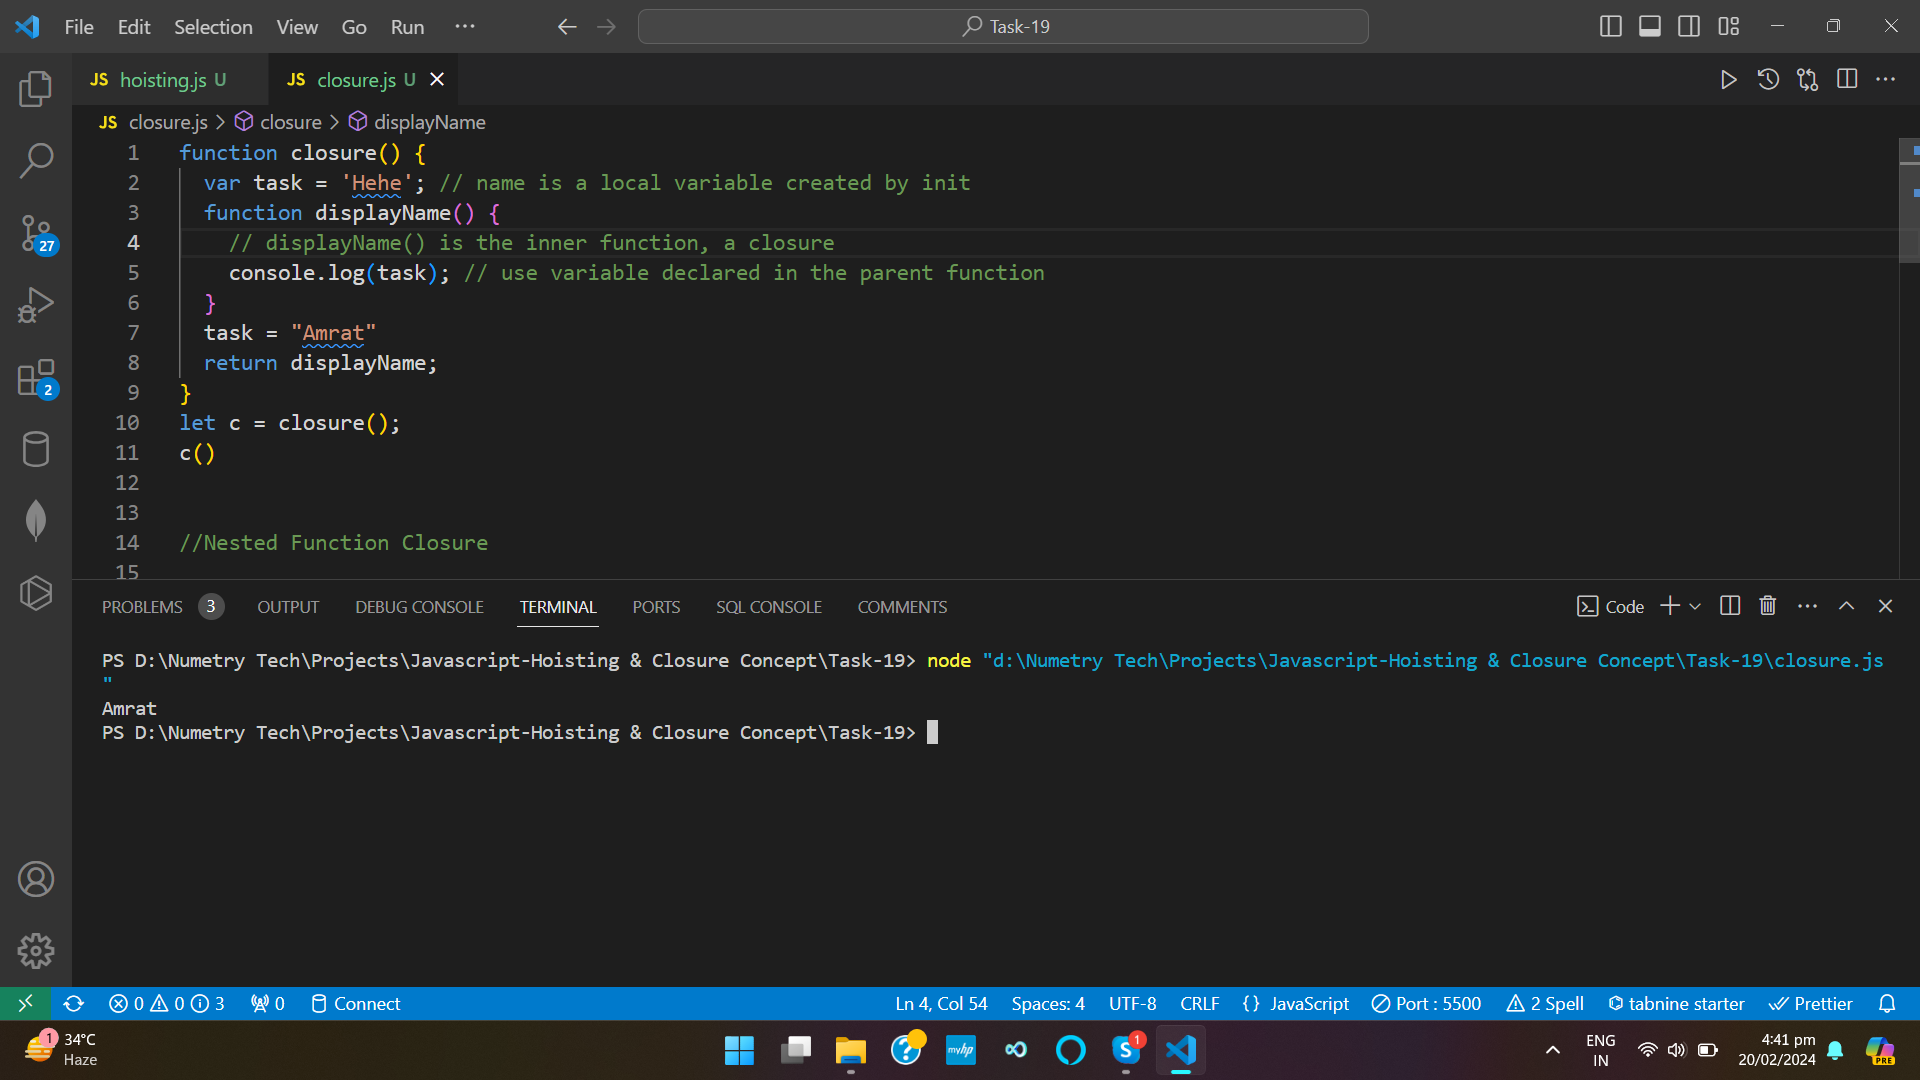 File Edit Selection View Go Run ··· Task-19
JS hoisting.js U JS closure.js U
JS closure.js > closure > displayName
1 function closure() {
2 var task = 'Hehe'; // name is a local variable created by init
3 function displayName() {
4 // displayName() is the inner function, a closure
5 console.log(task); // use variable declared in the parent function
6 }
7 task = "Amrat"
8 return displayName;
9 }
10 let c = closure();
11 c()
12
13
14 //Nested Function Closure
15
27
2
PROBLEMS 3 OUTPUT DEBUG CONSOLE TERMINAL PORTS SQL CONSOLE COMMENTS Code
PS D:\Numetry Tech\Projects\Javascript-Hoisting & Closure Concept\Task-19> node "d:\Numetry Tech\Projects\Javascript-Hoisting & Closure Concept\Task-19\closure.js
"
Amrat
PS D:\Numetry Tech\Projects\Javascript-Hoisting & Closure Concept\Task-19>
0 0 3 0 Connect Ln 4, Col 54 Spaces: 4 UTF-8 CRLF {} JavaScript Port : 5500 2 Spell tabnine starter Prettier
1 34°C
Haze
myhp
S 1
PRE
ENG
IN
4:41 pm
20/02/2024